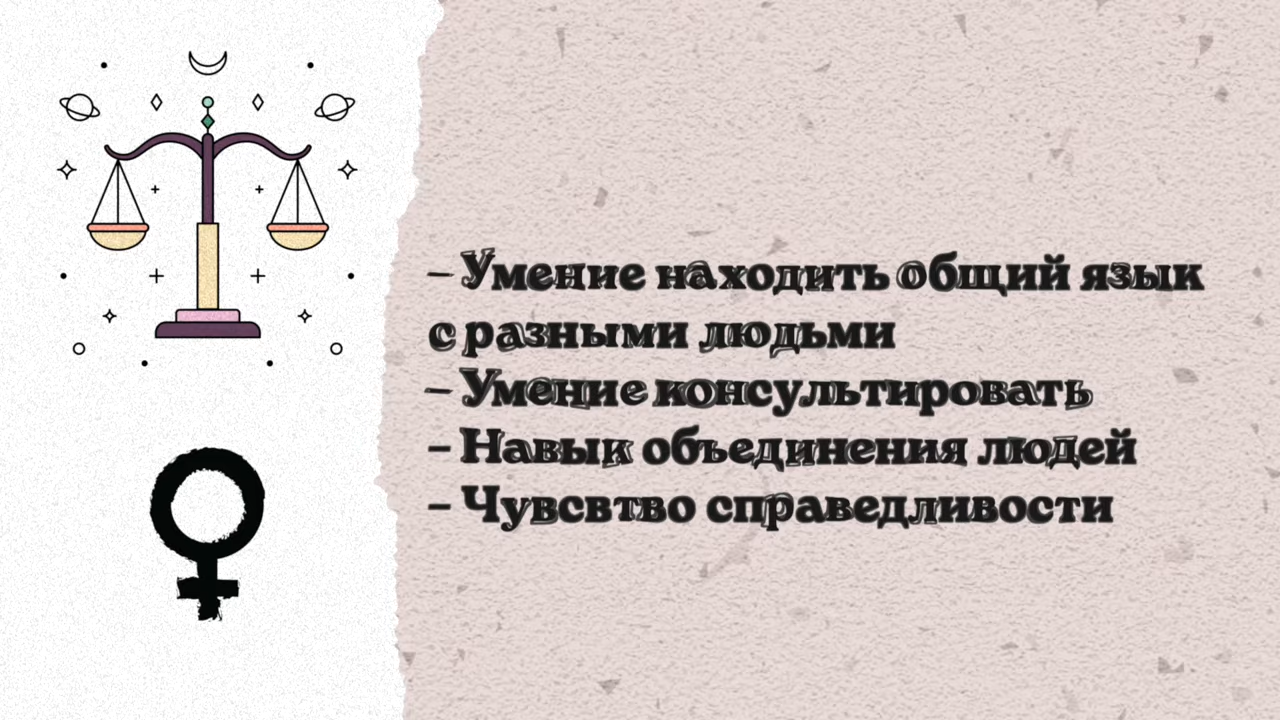 – Умение находить общий язык
с разными людьми
– Умение консультировать
– Навык объединения людей
– Чувсвтво справедливости